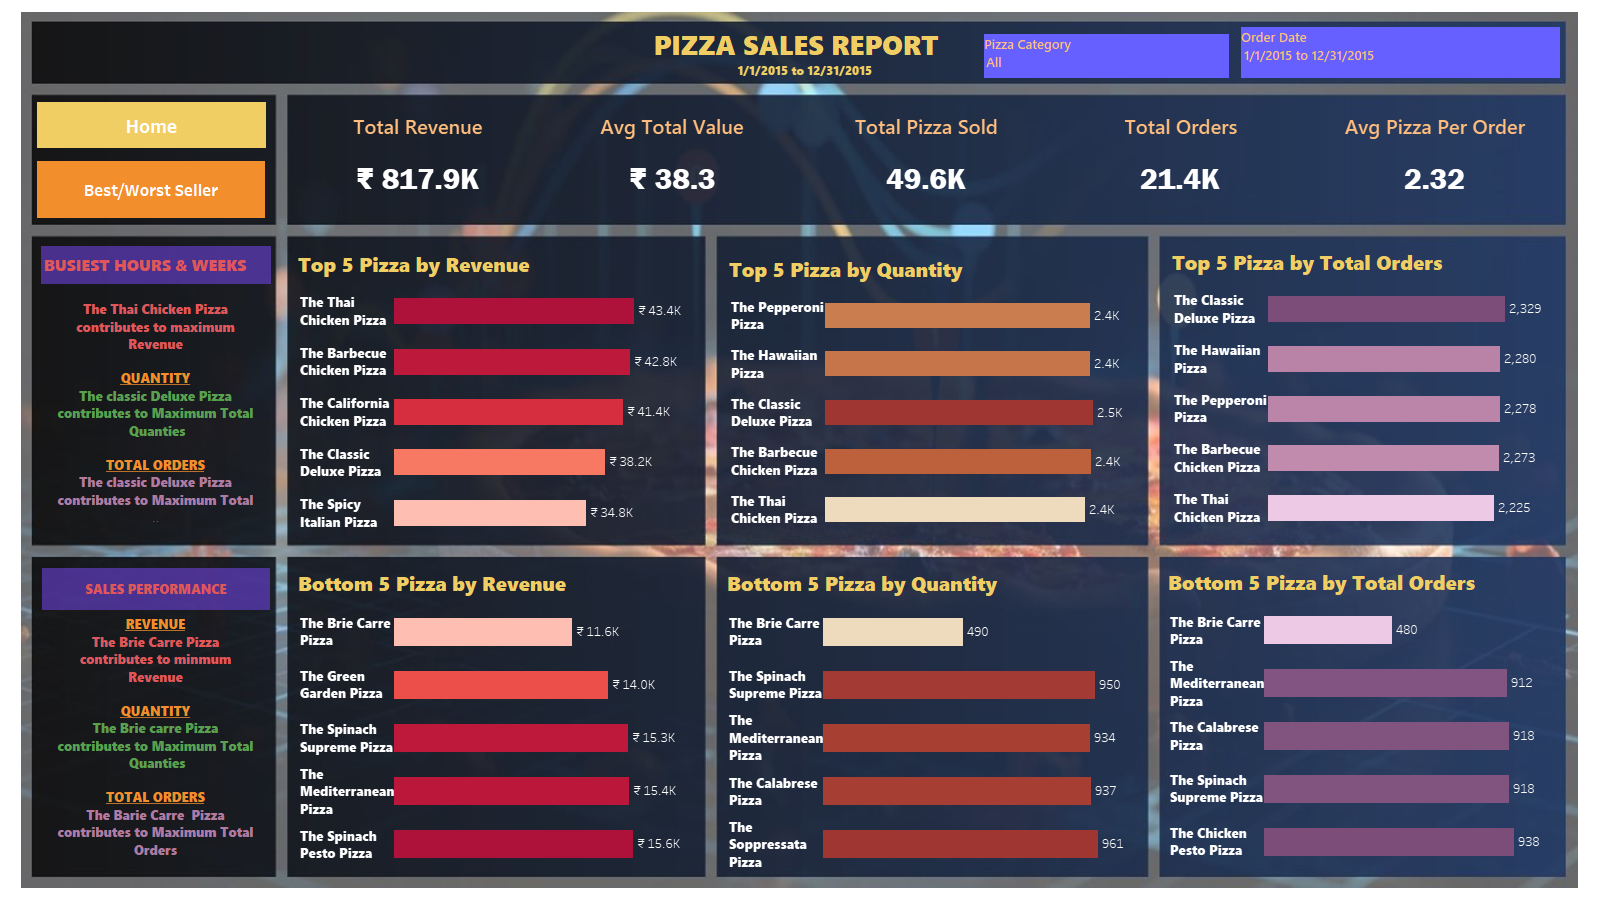 PIZZA SALES REPORT
1/1/2015 to 12/31/2015
Pizza Category
All
Order Date
1/1/2015 to 12/31/2015
Home
Best/Worst Seller
Total Revenue
₹ 817.9K
Avg Total Value
₹ 38.3
Total Pizza Sold
49.6K
Total Orders
21.4K
Avg Pizza Per Order
2.32
BUSIEST HOURS & WEEKS
The Thai Chicken Pizza
contributes to maximum
Revenue
QUANTITY
The classic Deluxe Pizza
contributes to Maximum Total
Quanties
TOTAL ORDERS
The classic Deluxe Pizza
contributes to Maximum Total
Top 5 Pizza by Revenue
The Thai
Chicken Pizza
₹ 43.4K
The Barbecue
Chicken Pizza
₹ 42.8K
The California
Chicken Pizza
₹ 41.4K
The Classic
Deluxe Pizza
₹ 38.2K
The Spicy
Italian Pizza
₹ 34.8K
Top 5 Pizza by Quantity
The Pepperoni
Pizza
2.4K
The Hawaiian
Pizza
2.4K
The Classic
Deluxe Pizza
2.5K
The Barbecue
Chicken Pizza
2.4K
The Thai
Chicken Pizza
2.4K
Top 5 Pizza by Total Orders
The Classic
Deluxe Pizza
2,329
The Hawaiian
Pizza
2,280
The Pepperoni
Pizza
2,278
The Barbecue
Chicken Pizza
2,273
The Thai
Chicken Pizza
2,225
SALES PERFORMANCE
REVENUE
The Brie Carre Pizza
contributes to minmum
Revenue
QUANTITY
The Brie carre Pizza
contributes to Maximum Total
Quanties
TOTAL ORDERS
The Barie Carre  Pizza
contributes to Maximum Total
Orders
Bottom 5 Pizza by Revenue
The Brie Carre
Pizza
₹ 11.6K
The Green
Garden Pizza
₹ 14.0K
The Spinach
Supreme Pizza
₹ 15.3K
The
Mediterranean
Pizza
₹ 15.4K
The Spinach
Pesto Pizza
₹ 15.6K
Bottom 5 Pizza by Quantity
The Brie Carre
Pizza
490
The Spinach
Supreme Pizza
950
The
Mediterranean
Pizza
934
The Calabrese
Pizza
937
The
Soppressata
Pizza
961
Bottom 5 Pizza by Total Orders
The Brie Carre
Pizza
480
The
Mediterranean
Pizza
912
The Calabrese
Pizza
918
The Spinach
Supreme Pizza
918
The Chicken
Pesto Pizza
938